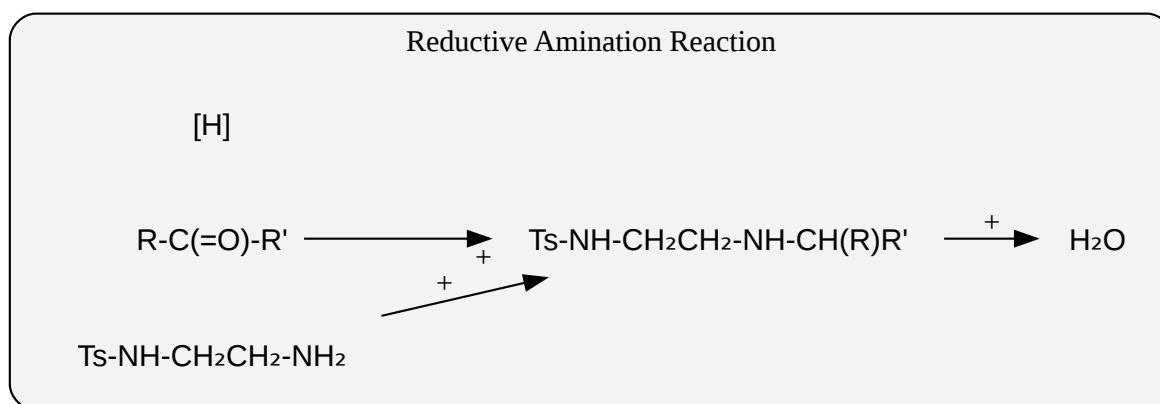 Reductive Amination Reaction
[H]
R-C(=O)-R' + Ts-NH-CH₂CH₂-NH-CH(R)R' + H₂O
+
Ts-NH-CH₂CH₂-NH₂